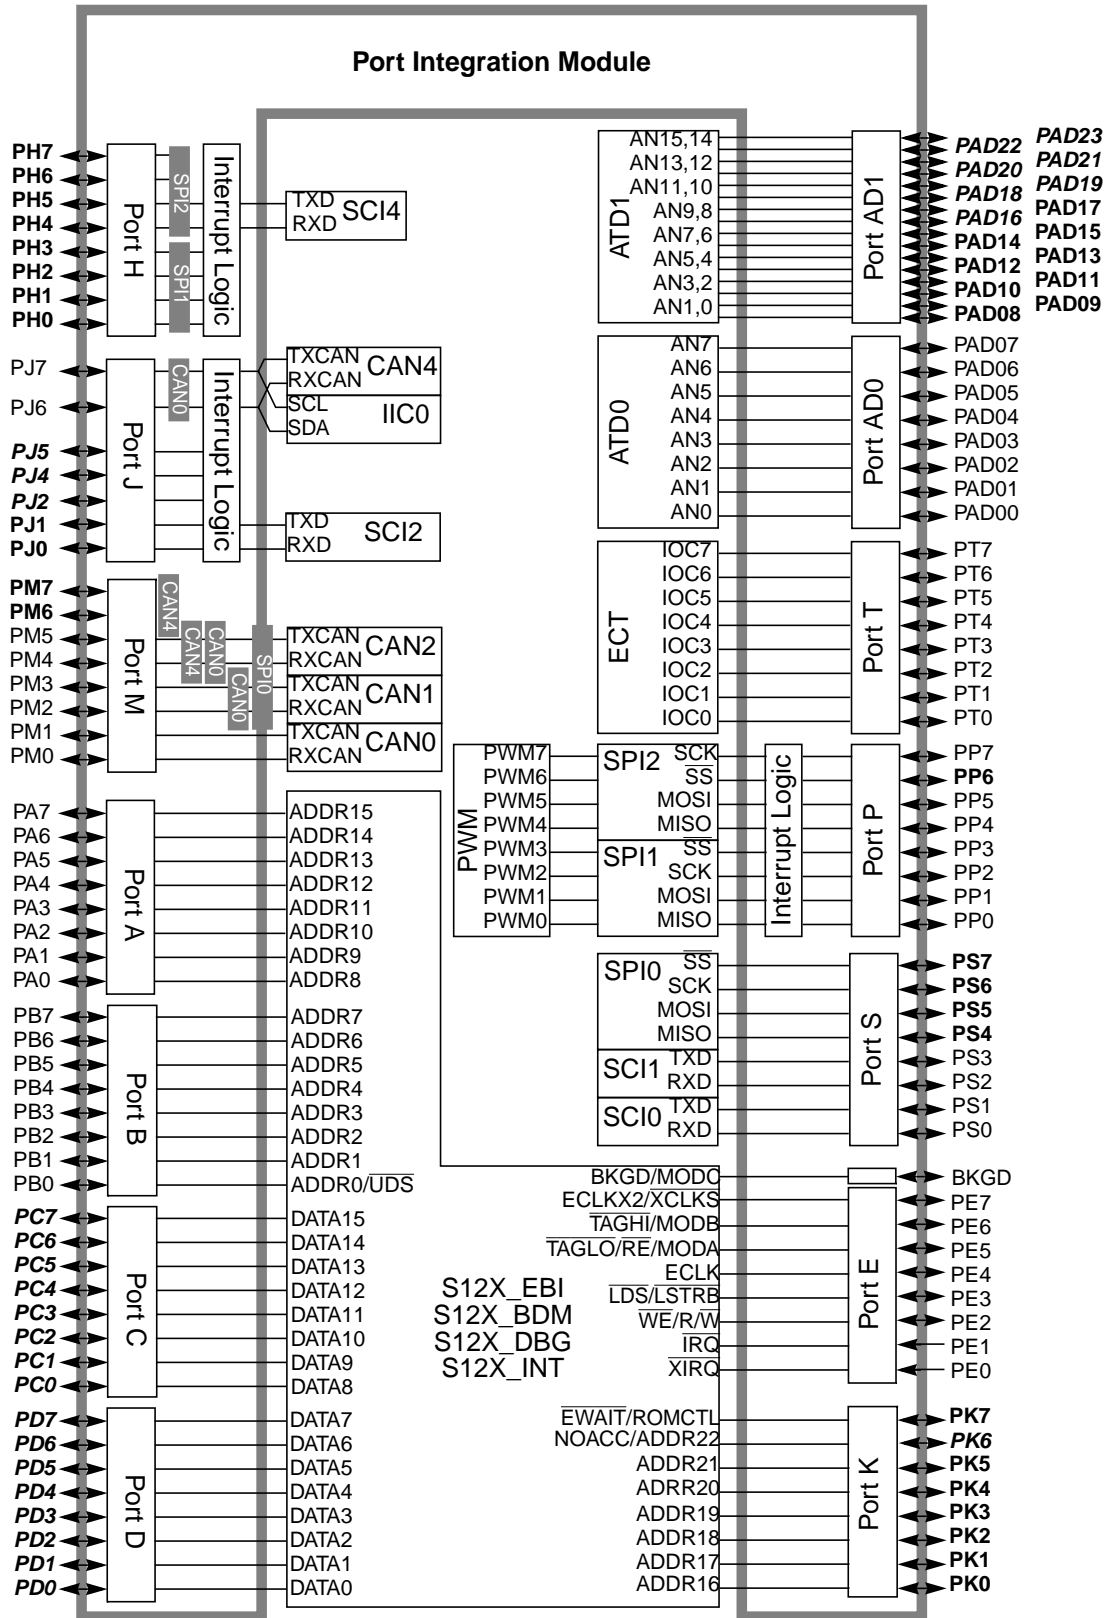 Port Integration Module
PH7
PH6
PH5
PH4
PH3
PH2
PH1
PH0
Port H
SPI2
SPI1
Interrupt Logic
TXD
RXD
SCI4
PJ7
PJ6
PJ5
PJ4
PJ2
PJ1
PJ0
Port J
CAN0
Interrupt Logic
TXCAN
RXCAN
CAN4
SCL
SDA
IIC0
TXD
RXD
SCI2
PM7
PM6
PM5
PM4
PM3
PM2
PM1
PM0
Port M
CAN4
CAN4
CAN0
CAN0
SPI0
TXCAN
RXCAN
CAN2
TXCAN
RXCAN
CAN1
TXCAN
RXCAN
CAN0
PA7
PA6
PA5
PA4
PA3
PA2
PA1
PA0
Port A
ADDR15
ADDR14
ADDR13
ADDR12
ADDR11
ADDR10
ADDR9
ADDR8
PB7
PB6
PB5
PB4
PB3
PB2
PB1
PB0
Port B
ADDR7
ADDR6
ADDR5
ADDR4
ADDR3
ADDR2
ADDR1
ADDR0/UDS
PC7
PC6
PC5
PC4
PC3
PC2
PC1
PC0
Port C
DATA15
DATA14
DATA13
DATA12
DATA11
DATA10
DATA9
DATA8
PD7
PD6
PD5
PD4
PD3
PD2
PD1
PD0
Port D
DATA7
DATA6
DATA5
DATA4
DATA3
DATA2
DATA1
DATA0
S12X_EBI
S12X_BDM
S12X_DBG
S12X_INT
ATD1
AN15,14
AN13,12
AN11,10
AN9,8
AN7,6
AN5,4
AN3,2
AN1,0
Port AD1
PAD23
PAD22
PAD21
PAD20
PAD19
PAD18
PAD17
PAD16
PAD15
PAD14
PAD13
PAD12
PAD11
PAD10
PAD09
PAD08
ATD0
AN7
AN6
AN5
AN4
AN3
AN2
AN1
AN0
Port AD0
PAD07
PAD06
PAD05
PAD04
PAD03
PAD02
PAD01
PAD00
ECT
IOC7
IOC6
IOC5
IOC4
IOC3
IOC2
IOC1
IOC0
Port T
PT7
PT6
PT5
PT4
PT3
PT2
PT1
PT0
PWM
PWM7
PWM6
PWM5
PWM4
PWM3
PWM2
PWM1
PWM0
SPI2
SCK
SS
MOSI
MISO
SPI1
SS
SCK
MOSI
MISO
Interrupt Logic
Port P
PP7
PP6
PP5
PP4
PP3
PP2
PP1
PP0
SPI0
SS
SCK
MOSI
MISO
SCI1
TXD
RXD
SCI0
TXD
RXD
Port S
PS7
PS6
PS5
PS4
PS3
PS2
PS1
PS0
BKGD/MODC
BKGD
ECLKX2/XCLKS
TAGHI/MODB
TAGLO/RE/MODA
ECLK
LDS/LSTRB
WE/R/W
IRQ
XIRQ
Port E
PE7
PE6
PE5
PE4
PE3
PE2
PE1
PE0
EWAIT/ROMCTL
NOACC/ADDR22
ADDR21
ADRR20
ADDR19
ADDR18
ADDR17
ADDR16
Port K
PK7
PK6
PK5
PK4
PK3
PK2
PK1
PK0